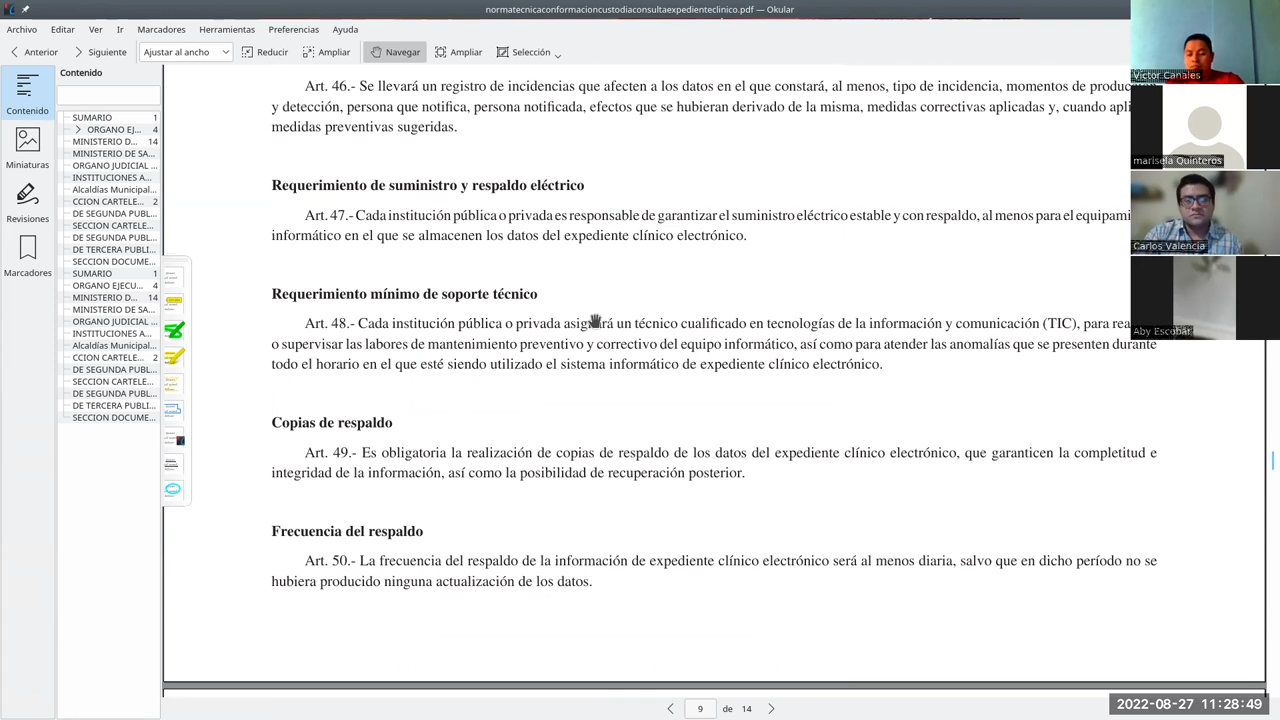 normatecnicaconformacioncustodiaconsultaexpedienteclinico.pdf — Okular
Archivo Editar Ver Ir Marcadores Herramientas Preferencias Ayuda
Anterior Siguiente Ajustar al ancho Reducir Ampliar Navegar Ampliar Selección
Contenido
Miniaturas
Revisiones
Marcadores
Contenido
SUMARIO 1
ORGANO EJ... 4
MINISTERIO D... 14
MINISTERIO DE SA...
ORGANO JUDICIAL ...
INSTITUCIONES A...
Alcaldías Municipal...
CCION CARTELE... 2
DE SEGUNDA PUBL...
SECCION CARTELE...
DE SEGUNDA PUBL...
DE TERCERA PUBLI...
SECCION DOCUME...
SUMARIO 1
ORGANO EJECU... 4
MINISTERIO D... 14
MINISTERIO DE SA...
ORGANO JUDICIAL ...
INSTITUCIONES A...
Alcaldías Municipal...
CCION CARTELE... 2
DE SEGUNDA PUBL...
SECCION CARTELE...
DE SEGUNDA PUBL...
DE TERCERA PUBLI...
SECCION DOCUME...
Art. 46.- Se llevará un registro de incidencias que afecten a los datos en el que constará, al menos, tipo de incidencia, momentos de produc
y detección, persona que notifica, persona notificada, efectos que se hubieran derivado de la misma, medidas correctivas aplicadas y, cuando apli
medidas preventivas sugeridas.
Requerimiento de suministro y respaldo eléctrico
Art. 47.- Cada institución pública o privada es responsable de garantizar el suministro eléctrico estable y con respaldo, al menos para el equipami
informático en el que se almacenen los datos del expediente clínico electrónico.
Requerimiento mínimo de soporte técnico
Art. 48.- Cada institución pública o privada asignará un técnico cualificado en tecnologías de la información y comunicación (TIC), para rea
o supervisar las labores de mantenimiento preventivo y correctivo del equipo informático, así como para atender las anomalías que se presenten durante
todo el horario en el que esté siendo utilizado el sistema informático de expediente clínico electrónico.
Copias de respaldo
Art. 49.- Es obligatoria la realización de copias de respaldo de los datos del expediente clínico electrónico, que garanticen la completitud e
integridad de la información, así como la posibilidad de recuperación posterior.
Frecuencia del respaldo
Art. 50.- La frecuencia del respaldo de la información de expediente clínico electrónico será al menos diaria, salvo que en dicho período no se
hubiera producido ninguna actualización de los datos.
9 de 14
Victor Canales
marisela Quinteros
Carlos Valencia
Aby Escobar
2022-08-27 11:28:49